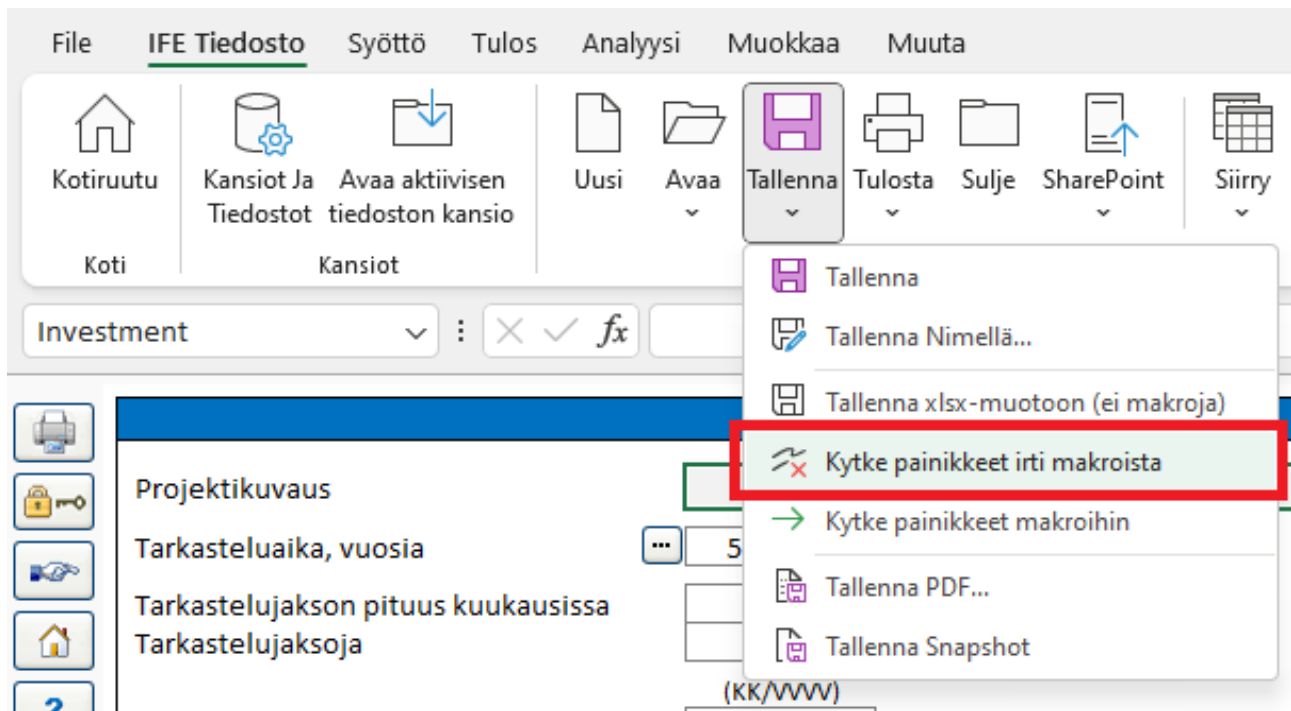 File IFE Tiedosto Syöttö Tulos Analyysi Muokkaa Muuta
Kotiruutu
Kansiot Ja
Tiedostot
Avaa aktiivisen
tiedoston kansio
Uusi
Avaa
Tallenna
Tulosta
Sulje
SharePoint
Siirry
Koti
Kansiot
Investment
fx
Tallenna
Tallenna Nimellä...
Tallenna xlsx-muotoon (ei makroja)
Kytke painikkeet irti makroista
Kytke painikkeet makroihin
Tallenna PDF...
Tallenna Snapshot
Projektikuvaus
Tarkasteluaika, vuosia
... 5
Tarkastelujakson pituus kuukausissa
Tarkastelujaksoja
(KK/VVVV)
?